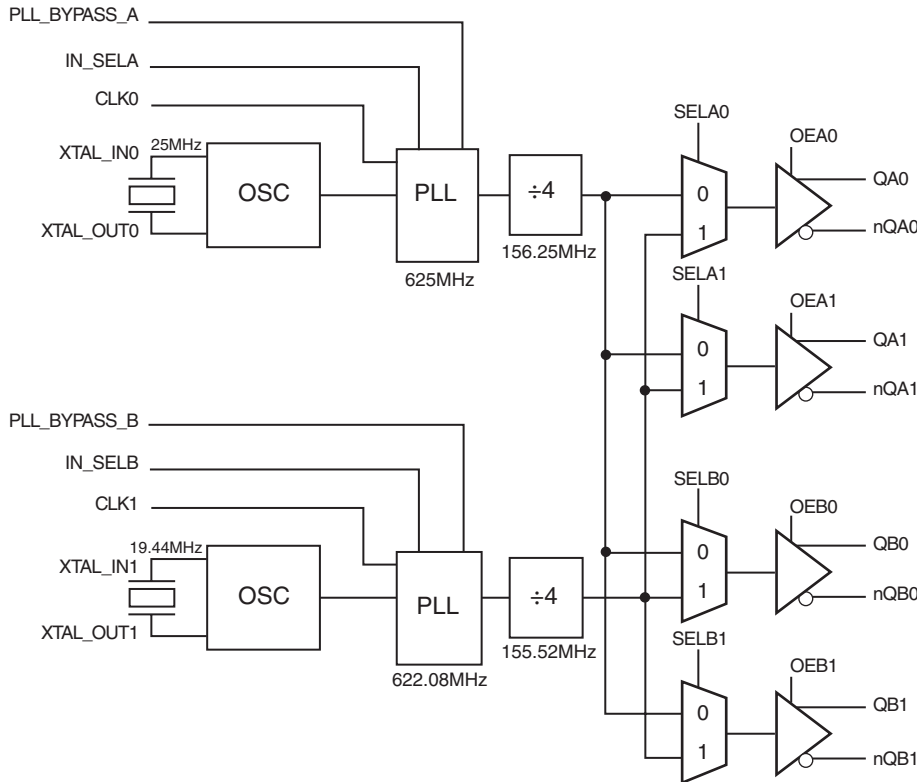 PLL_BYPASS_A
IN_SELA
CLK0
XTAL_IN0
25MHz
OSC
XTAL_OUT0
PLL
625MHz
÷4
156.25MHz
SELA0
0
1
OEA0
QA0
nQA0
SELA1
0
1
OEA1
QA1
nQA1
PLL_BYPASS_B
IN_SELB
CLK1
19.44MHz
XTAL_IN1
OSC
XTAL_OUT1
PLL
622.08MHz
÷4
155.52MHz
SELB0
0
1
OEB0
QB0
nQB0
SELB1
0
1
OEB1
QB1
nQB1